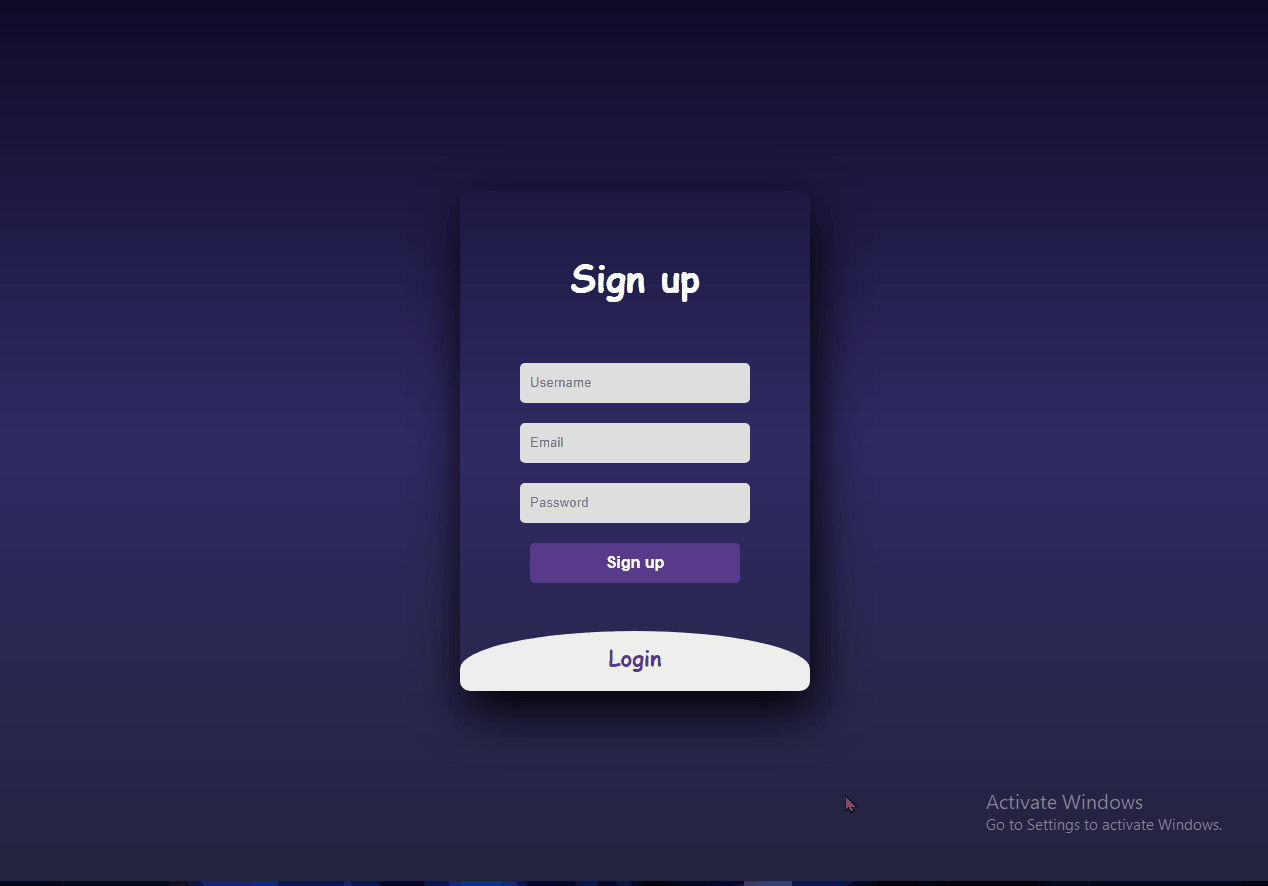 Sign up
Username
Email
Password
Sign up
Login
Activate Windows
Go to Settings to activate Windows.